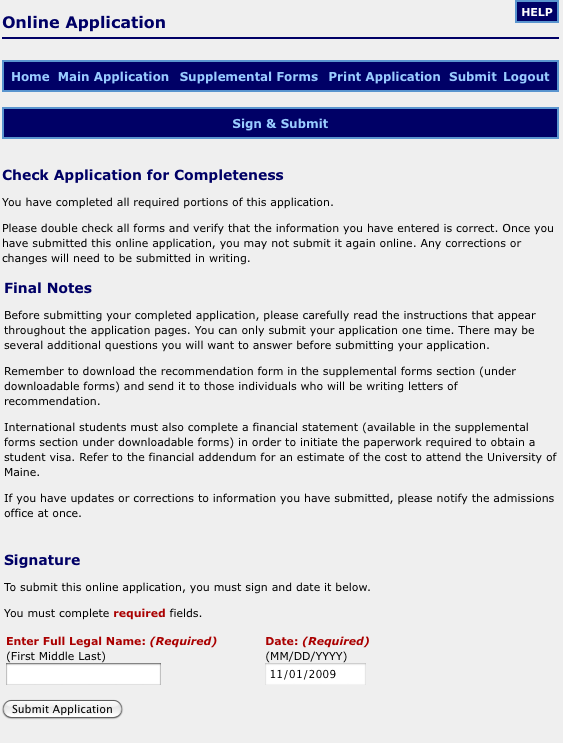 HELP
Online Application
Home Main Application Supplemental Forms Print Application Submit Logout
Sign & Submit
Check Application for Completeness
You have completed all required portions of this application.
Please double check all forms and verify that the information you have entered is correct. Once you
have submitted this online application, you may not submit it again online. Any corrections or
changes will need to be submitted in writing.
Final Notes
Before submitting your completed application, please carefully read the instructions that appear
throughout the application pages. You can only submit your application one time. There may be
several additional questions you will want to answer before submitting your application.
Remember to download the recommendation form in the supplemental forms section (under
downloadable forms) and send it to those individuals who will be writing letters of
recommendation.
International students must also complete a financial statement (available in the supplemental
forms section under downloadable forms) in order to initiate the paperwork required to obtain a
student visa. Refer to the financial addendum for an estimate of the cost to attend the University of
Maine.
If you have updates or corrections to information you have submitted, please notify the admissions
office at once.
Signature
To submit this online application, you must sign and date it below.
You must complete required fields.
Enter Full Legal Name: (Required) Date: (Required)
(First Middle Last) (MM/DD/YYYY)
11/01/2009
Submit Application